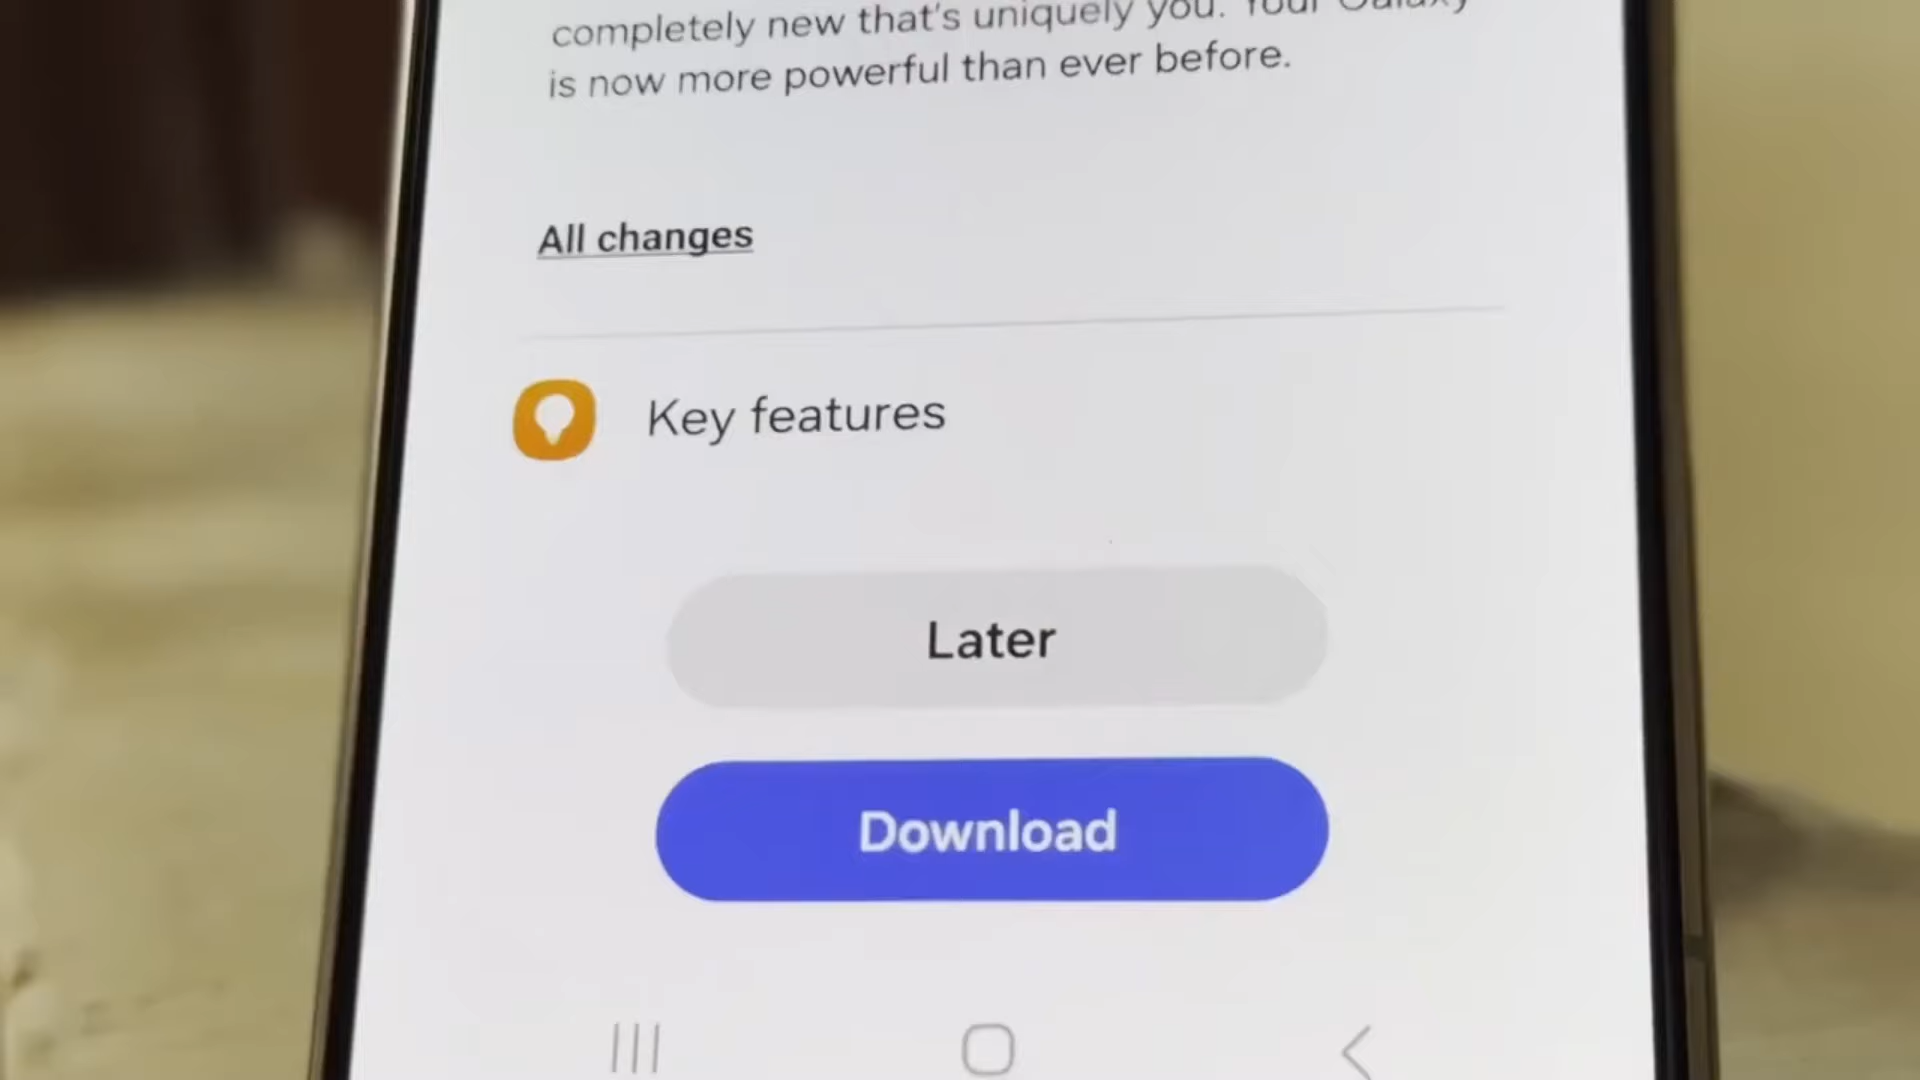 completely new that's uniquely you. Your Galaxy
is now more powerful than ever before.
All changes
Key features
Later
Download